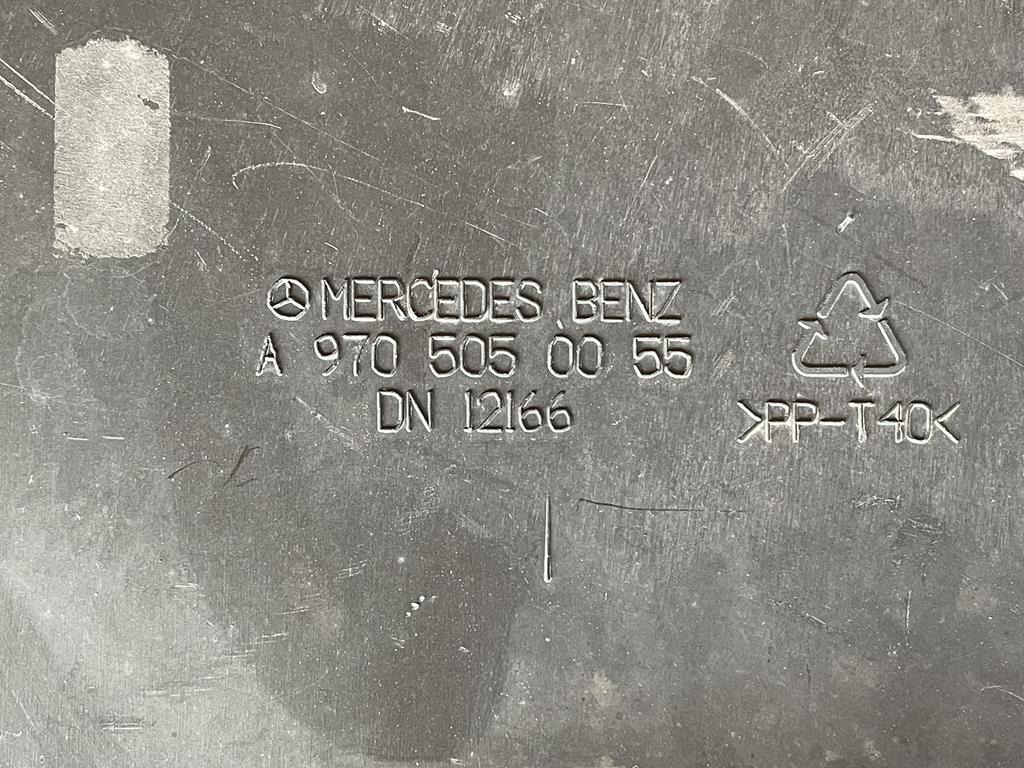 MERCEDES BENZ
A 970 505 00 55
DN 12166
>PP-T40<